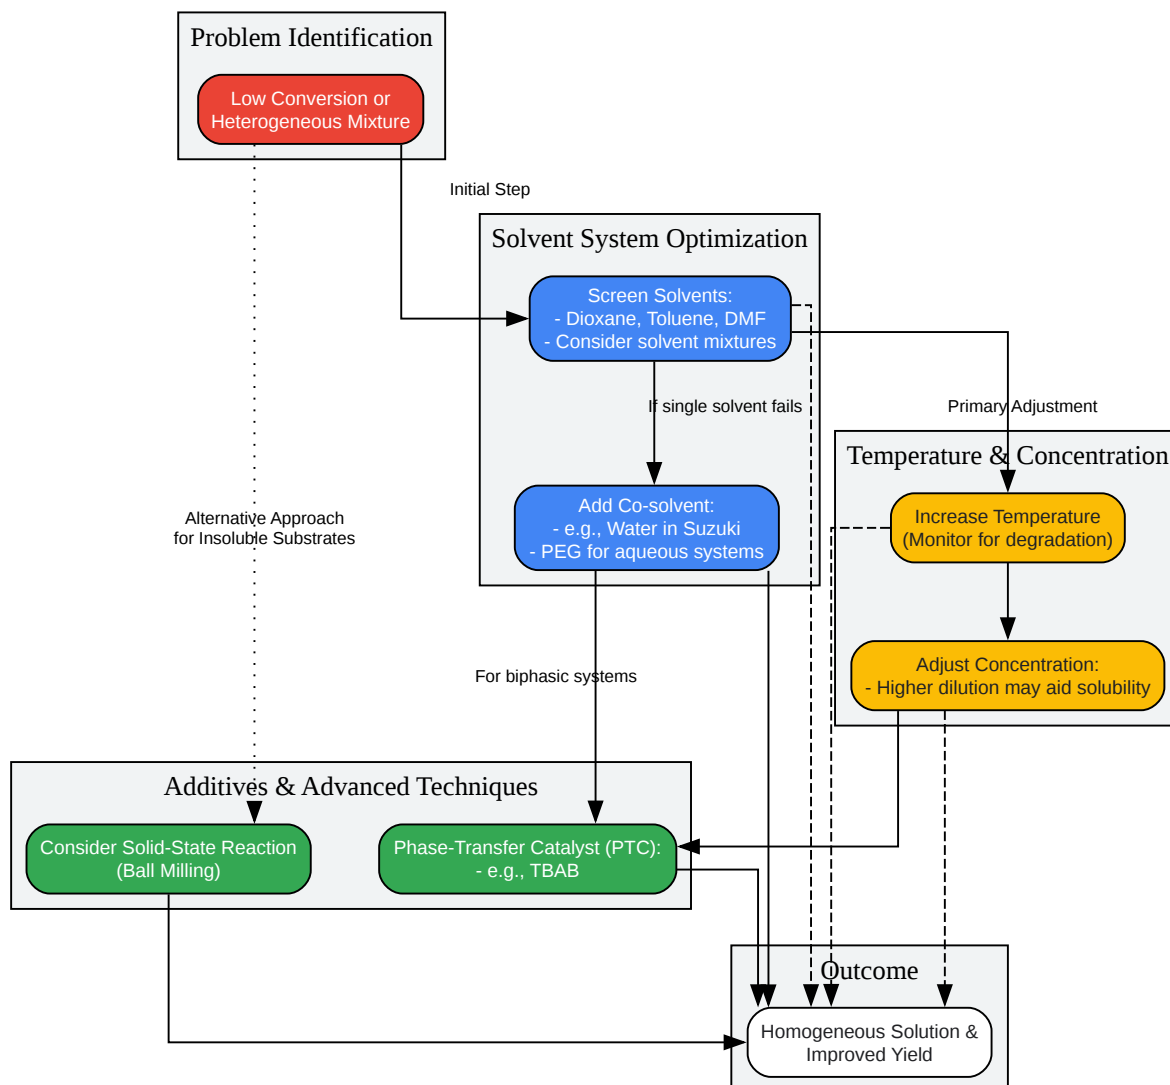 Problem Identification
Low Conversion or
Heterogeneous Mixture
Initial Step
Solvent System Optimization
Screen Solvents:
- Dioxane, Toluene, DMF
- Consider solvent mixtures
If single solvent fails
Primary Adjustment
Temperature & Concentration
Add Co-solvent:
- e.g., Water in Suzuki
- PEG for aqueous systems
Increase Temperature
(Monitor for degradation)
Alternative Approach
for Insoluble Substrates
Adjust Concentration:
- Higher dilution may aid solubility
For biphasic systems
Additives & Advanced Techniques
Consider Solid-State Reaction
(Ball Milling)
Phase-Transfer Catalyst (PTC):
- e.g., TBAB
Outcome
Homogeneous Solution &
Improved Yield